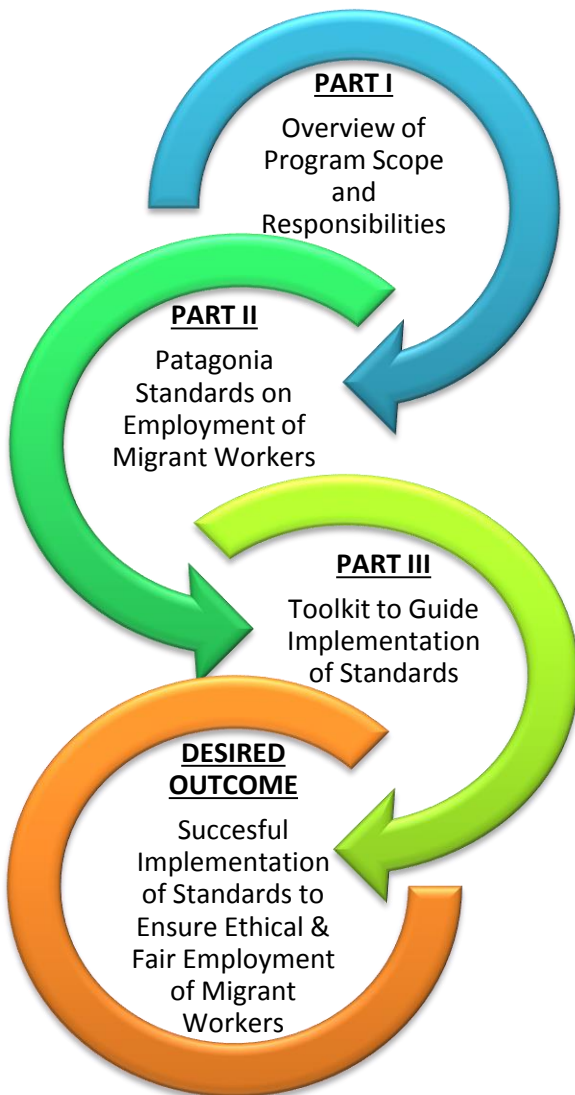 PART I
Overview of
Program Scope
and
Responsibilities
PART II
Patagonia
Standards on
Employment of
Migrant Workers
PART III
Toolkit to Guide
Implementation
of Standards
DESIRED
OUTCOME
Succesful
Implementation
of Standards to
Ensure Ethical &
Fair Employment
of Migrant
Workers